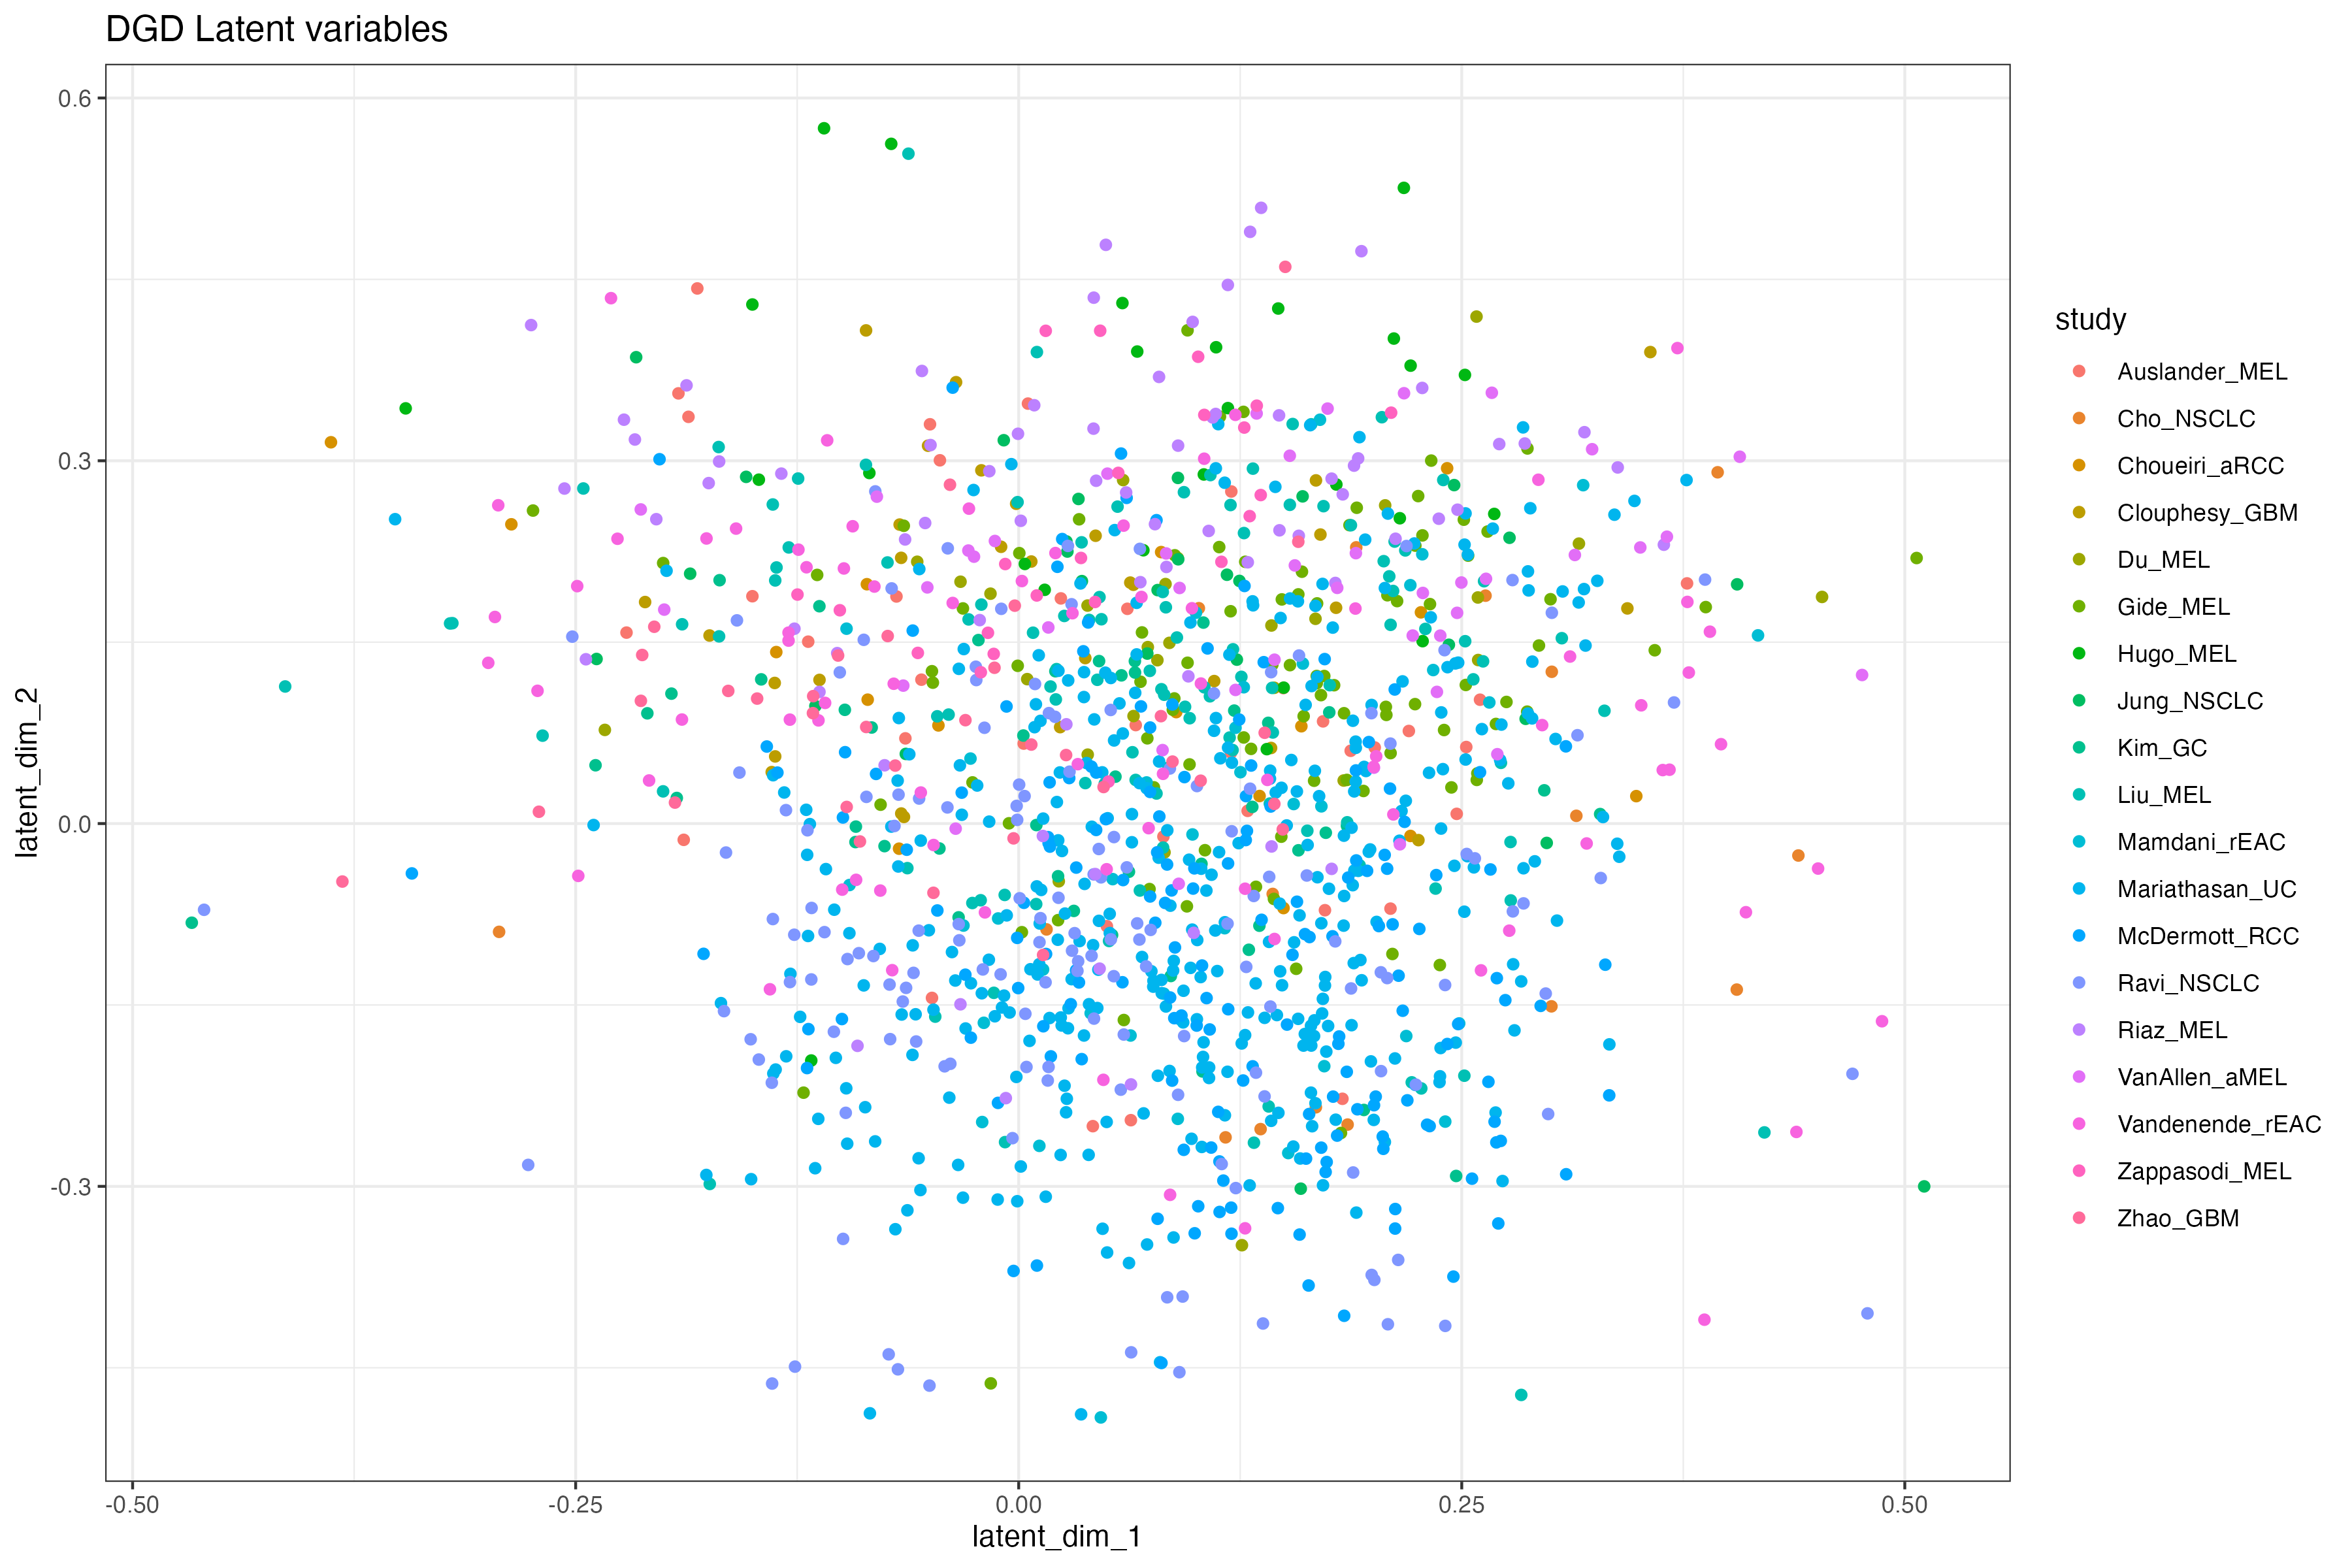 DGD Latent variables
0.6
0.3
0.0
-0.3
latent_dim_2
-0.50
-0.25
0.00
0.25
0.50
latent_dim_1
study
Auslander_MEL
Cho_NSCLC
Choueiri_aRCC
Clouphesy_GBM
Du_MEL
Gide_MEL
Hugo_MEL
Jung_NSCLC
Kim_GC
Liu_MEL
Mamdani_rEAC
Mariathasan_UC
McDermott_RCC
Ravi_NSCLC
Riaz_MEL
VanAllen_aMEL
Vandenende_rEAC
Zappasodi_MEL
Zhao_GBM